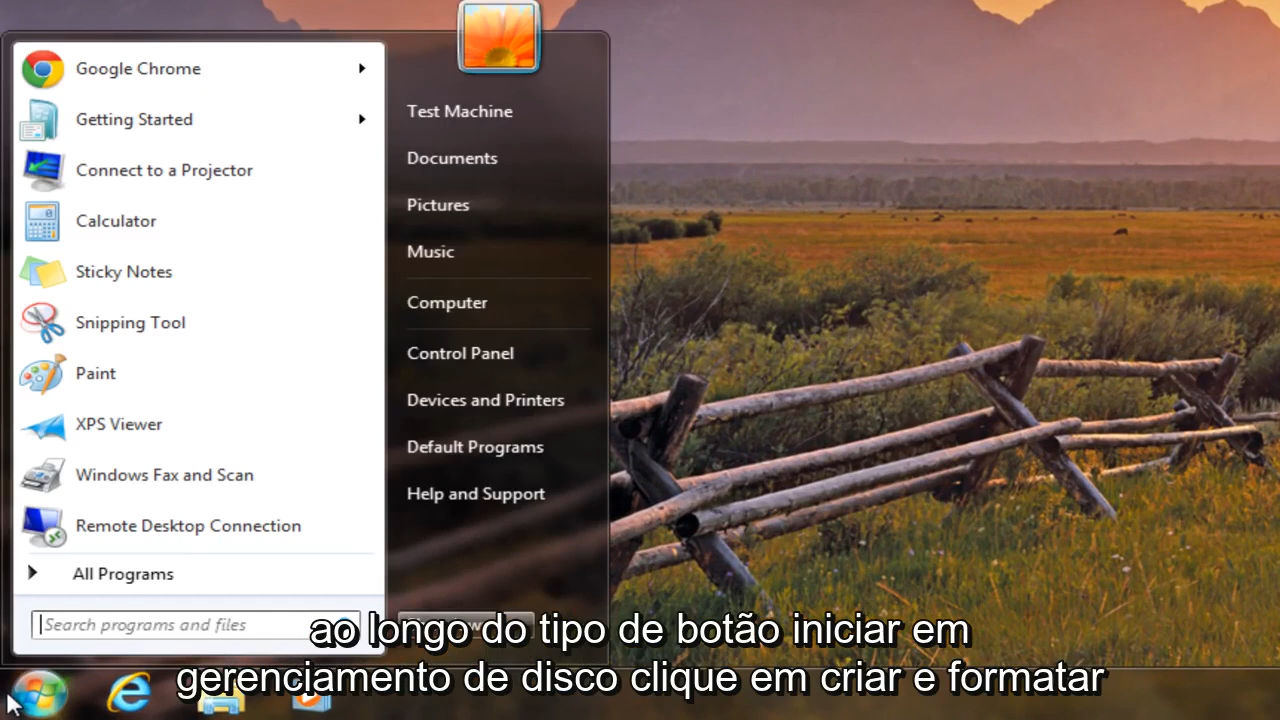 Google Chrome
Getting Started
Connect to a Projector
Calculator
Sticky Notes
Snipping Tool
Paint
XPS Viewer
Windows Fax and Scan
Remote Desktop Connection
All Programs
Search programs and files
Test Machine
Documents
Pictures
Music
Computer
Control Panel
Devices and Printers
Default Programs
Help and Support
ao longo do tipo de botão iniciar em
gerenciamento de disco clique em criar e formatar